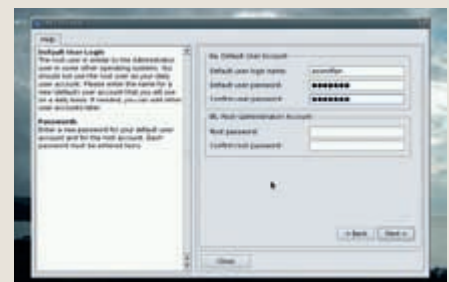 Help
Default User Login
The root user is similar to the Administrator
user in some other operating systems. You
should not use the root user as your daily
user account. Please enter the name for a
new (default) user account that you will use
on a daily basis. If needed, you can add other
user accounts later.
Passwords
Enter a new password for your default user
account and for the root account. Each
password must be entered twice.
Default User Account
Default user login name:
Default user password:
Confirm user password:
Root (administrator) Account
Root password:
Confirm root password:
< Back
Next >
Close